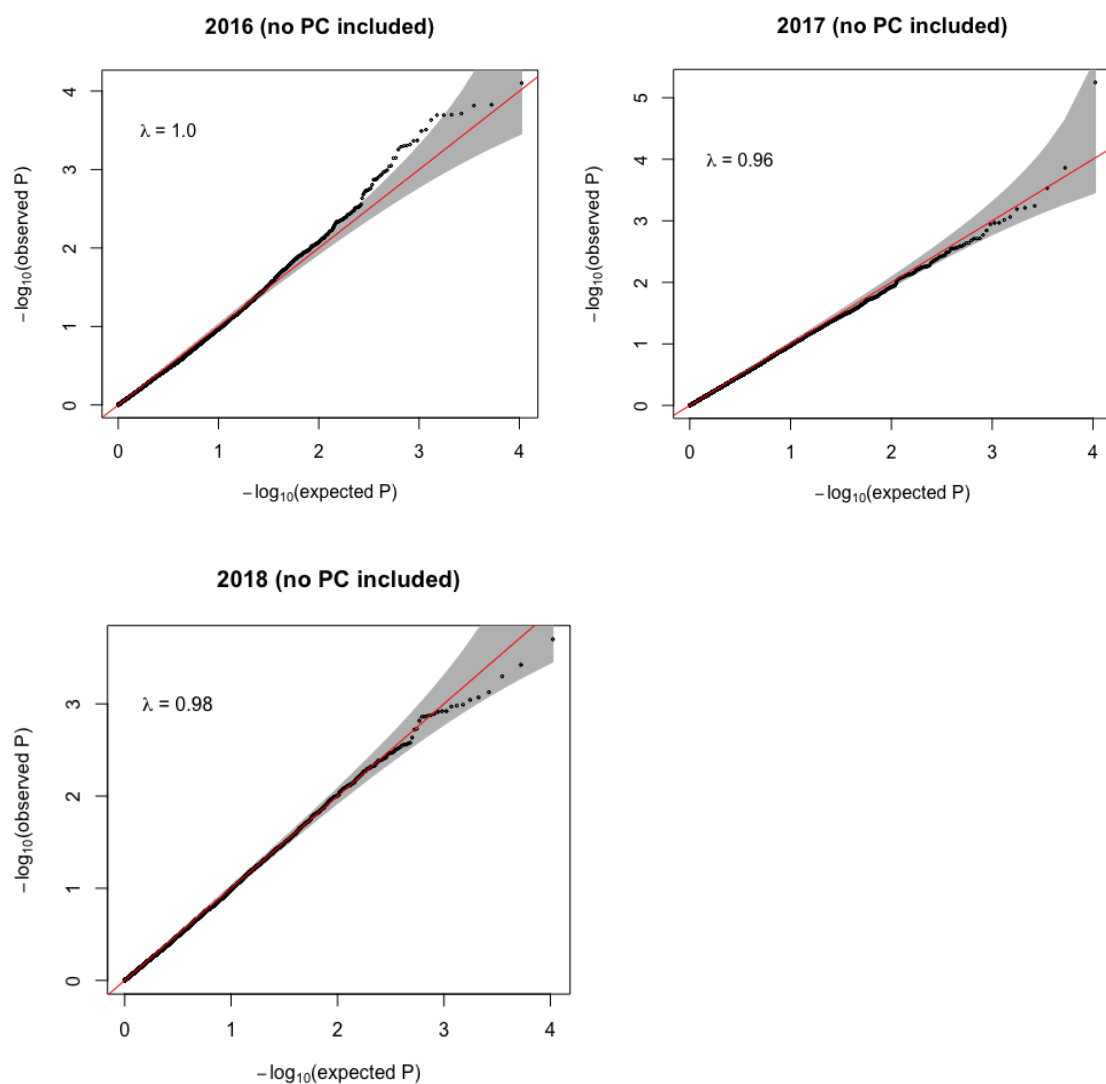 2016 (no PC included)
4
3
2
1
0
λ = 1.0
−log10(observed P)
0 1 2 3 4
−log10(expected P)
2017 (no PC included)
5
4
3
2
1
0
λ = 0.96
−log10(observed P)
0 1 2 3 4
−log10(expected P)
2018 (no PC included)
3
2
1
0
λ = 0.98
−log10(observed P)
0 1 2 3 4
−log10(expected P)